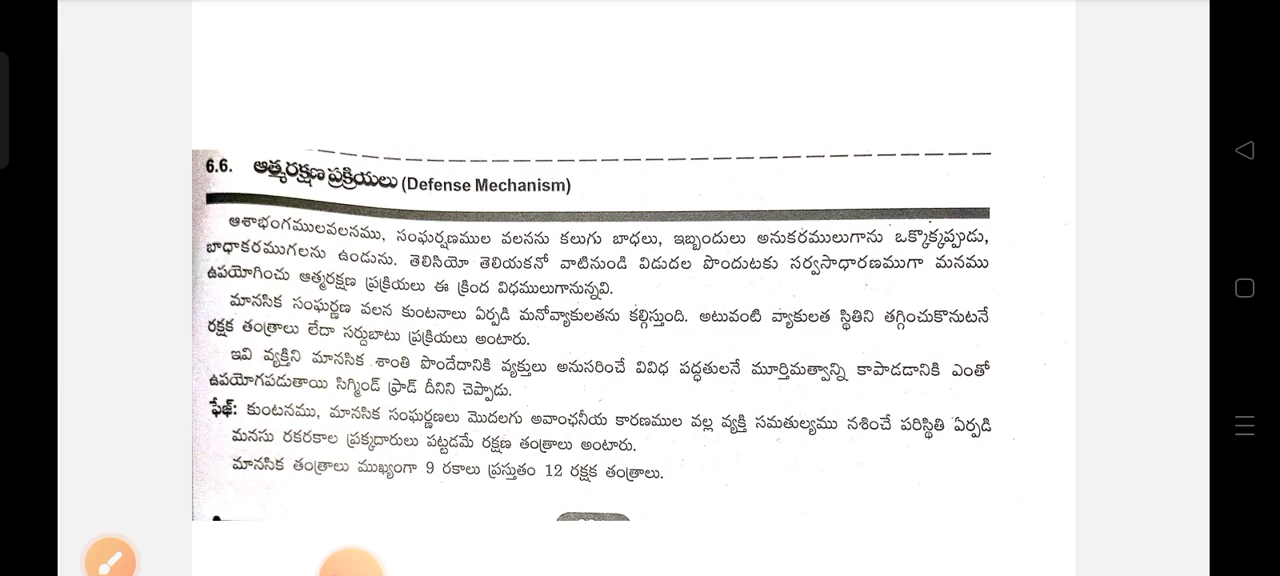 6.6. ఆత్మరక్షణ ప్రక్రియలు (Defense Mechanism)
ఆశాభంగములవలనము, సంఘర్షణముల వలనను కలుగు బాధలు, ఇబ్బందులు అనుకరములుగాను ఒక్కొక్కప్పుడు,
బాధాకరముగలను ఉండును. తెలిసియో తెలియకనో వాటినుండి విడుదల పొందుటకు సర్వసాధారణముగా మనము
ఉపయోగించు ఆత్మరక్షణ ప్రక్రియలు ఈ క్రింద విధములుగానున్నవి.
మానసిక సంఘర్ణణ వలన కుంటనాలు ఏర్పడి మనోవ్యాకులతను కల్గిస్తుంది. అటువంటి వ్యాకులత స్థితిని తగ్గించుకొనుటనే
రక్షక తంత్రాలు లేదా సర్దుబాటు ప్రక్రియలు అంటారు.
ఇవి వ్యక్తిని మానసిక శాంతి పొందేదానికి వ్యక్తులు అనుసరించే వివిధ పద్ధతులనే మూర్తిమత్వాన్ని కాపాడడానికి ఎంతో
ఉపయోగపడుతాయి సిగ్మిండ్ ఫ్రాడ్ దీనిని చెప్పాడు.
ఫేజ్: కుంటనము, మానసిక సంఘర్ణణలు మొదలగు అవాంఛనీయ కారణముల వల్ల వ్యక్తి సమతుల్యము నశించే పరిస్థితి ఏర్పడి
మనసు రకరకాల ప్రక్కదారులు పట్టడమే రక్షణ తంత్రాలు అంటారు.
మానసిక తంత్రాలు ముఖ్యంగా 9 రకాలు ప్రస్తుతం 12 రక్షక తంత్రాలు.